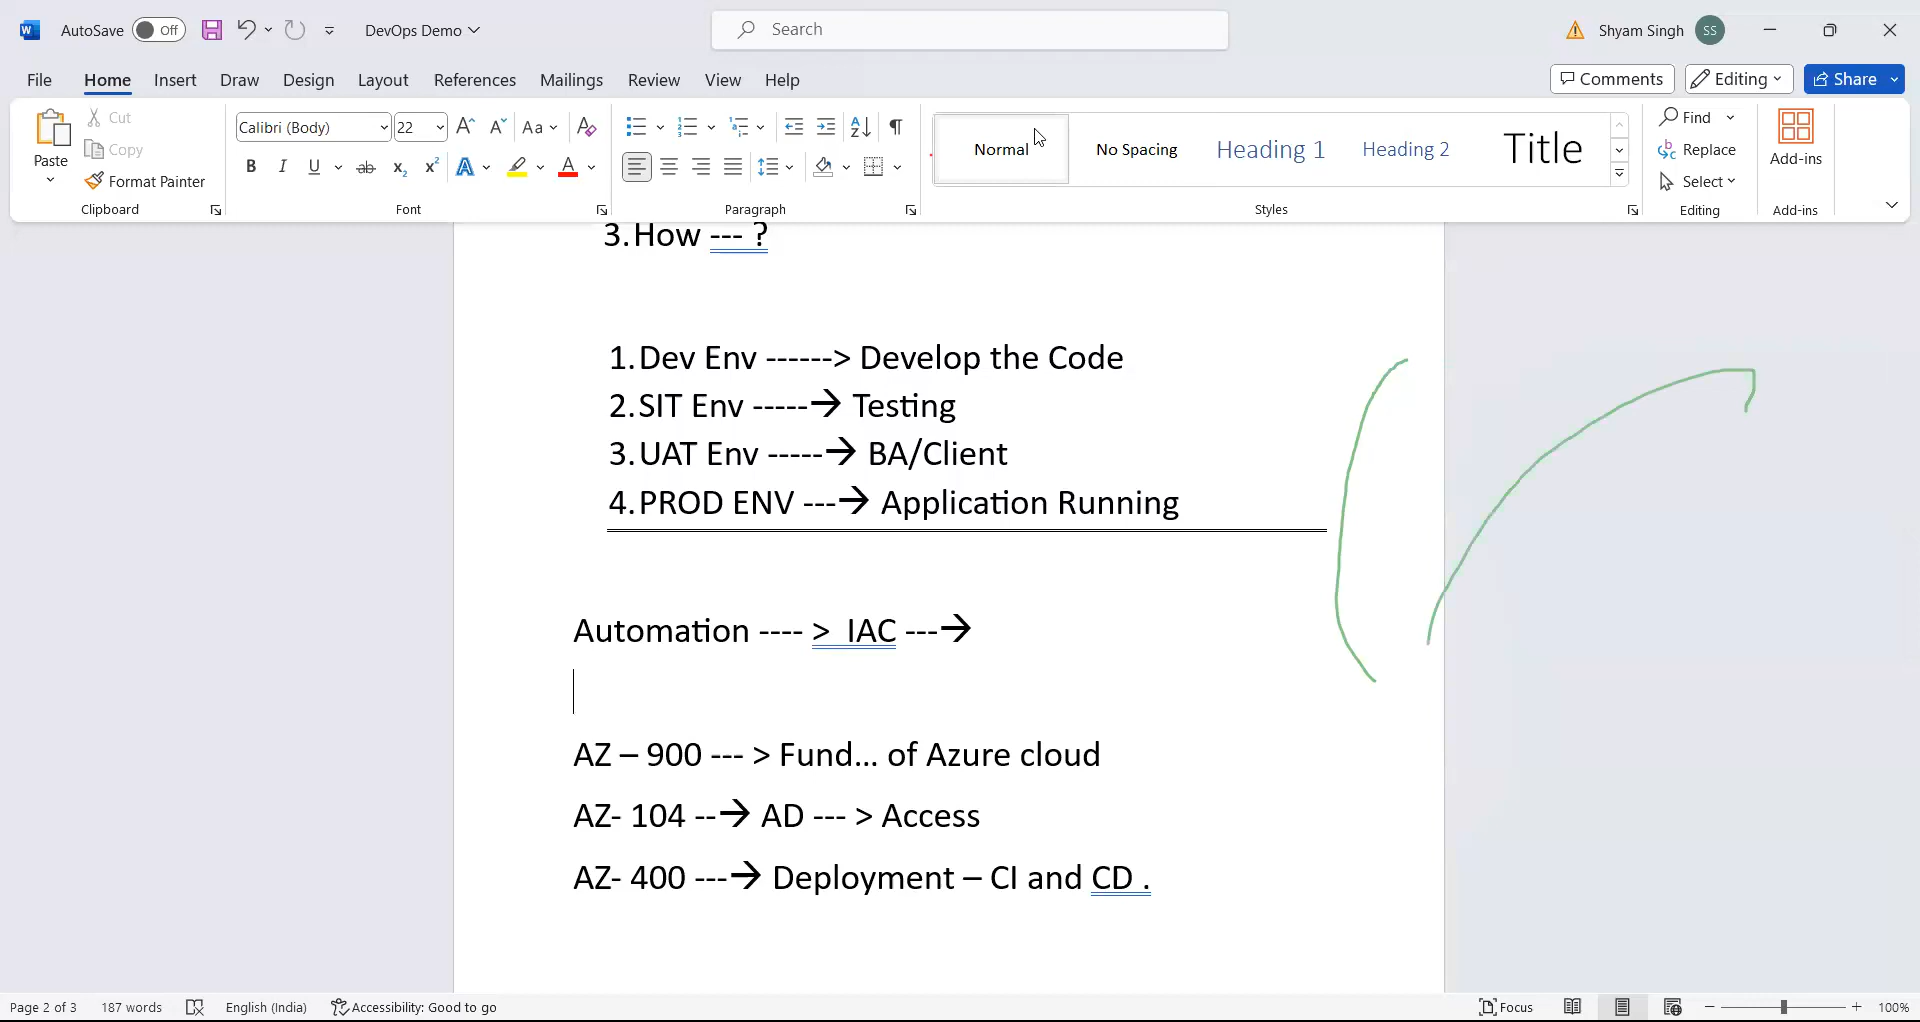 AutoSave Off DevOps Demo Search Shyam Singh SS
File Home Insert Draw Design Layout References Mailings Review View Help Comments Editing Share
Paste
Cut
Copy
Format Painter
Clipboard
Calibri (Body) 22
Font
Paragraph
Normal No Spacing Heading 1 Heading 2 Title
Styles
Find
Replace
Select
Editing
Add-ins
Add-ins
3.How --- ?
1.Dev Env ------> Develop the Code
2.SIT Env -----→ Testing
3.UAT Env -----→ BA/Client
4.PROD ENV ---→ Application Running
Automation ---- > IAC ---→
AZ – 900 --- > Fund... of Azure cloud
AZ- 104 --→ AD --- > Access
AZ- 400 ---→ Deployment – CI and CD .
Page 2 of 3 187 words English (India) Accessibility: Good to go Focus 100%